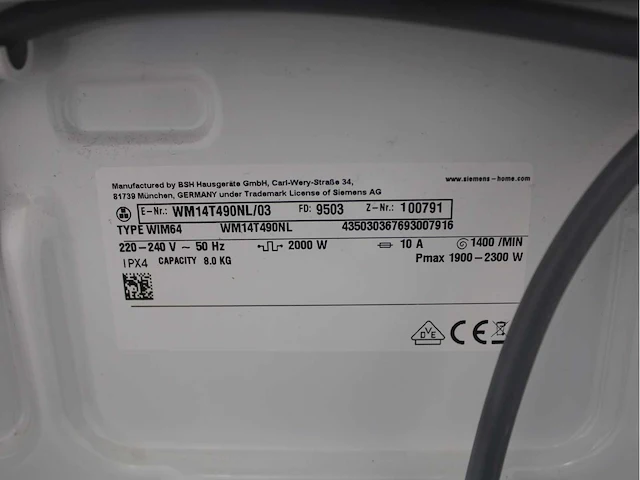 Manufactured by BSH Hausgeräte GmbH, Carl-Wery-Straße 34,
81739 München, GERMANY under Trademark License of Siemens AG
www.siemens-home.com
E-Nr.: WM14T490NL/03 FD: 9503 Z-Nr.: 100791
TYPE WIM64 WM14T490NL 435030367693007916
220-240 V ~ 50 Hz 2000 W 10 A 1400 /MIN
IPX4 CAPACITY 8.0 KG Pmax 1900-2300 W
DVE CE